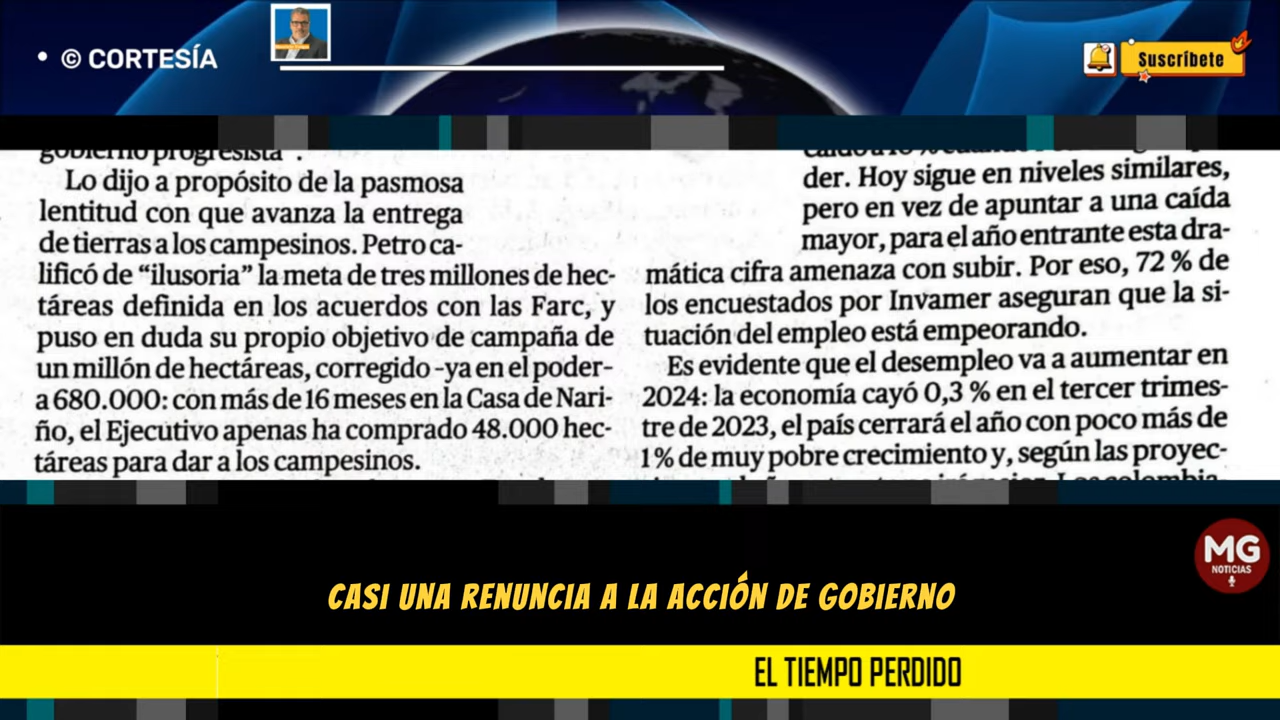 • © CORTESÍA
Suscríbete
gobierno progresista”.
Lo dijo a propósito de la pasmosa
lentitud con que avanza la entrega
de tierras a los campesinos. Petro ca-
lificó de “ilusoria” la meta de tres millones de hec-
táreas definida en los acuerdos con las Farc, y
puso en duda su propio objetivo de campaña de
un millón de hectáreas, corregido -ya en el poder-
a 680.000: con más de 16 meses en la Casa de Nari-
ño, el Ejecutivo apenas ha comprado 48.000 hec-
táreas para dar a los campesinos.
der. Hoy sigue en niveles similares,
pero en vez de apuntar a una caída
mayor, para el año entrante esta dra-
mática cifra amenaza con subir. Por eso, 72 % de
los encuestados por Invamer aseguran que la si-
tuación del empleo está empeorando.
Es evidente que el desempleo va a aumentar en
2024: la economía cayó 0,3 % en el tercer trimes-
tre de 2023, el país cerrará el año con poco más de
1 % de muy pobre crecimiento y, según las proyec-
MG
NOTICIAS
CASI UNA RENUNCIA A LA ACCIÓN DE GOBIERNO
EL TIEMPO PERDIDO